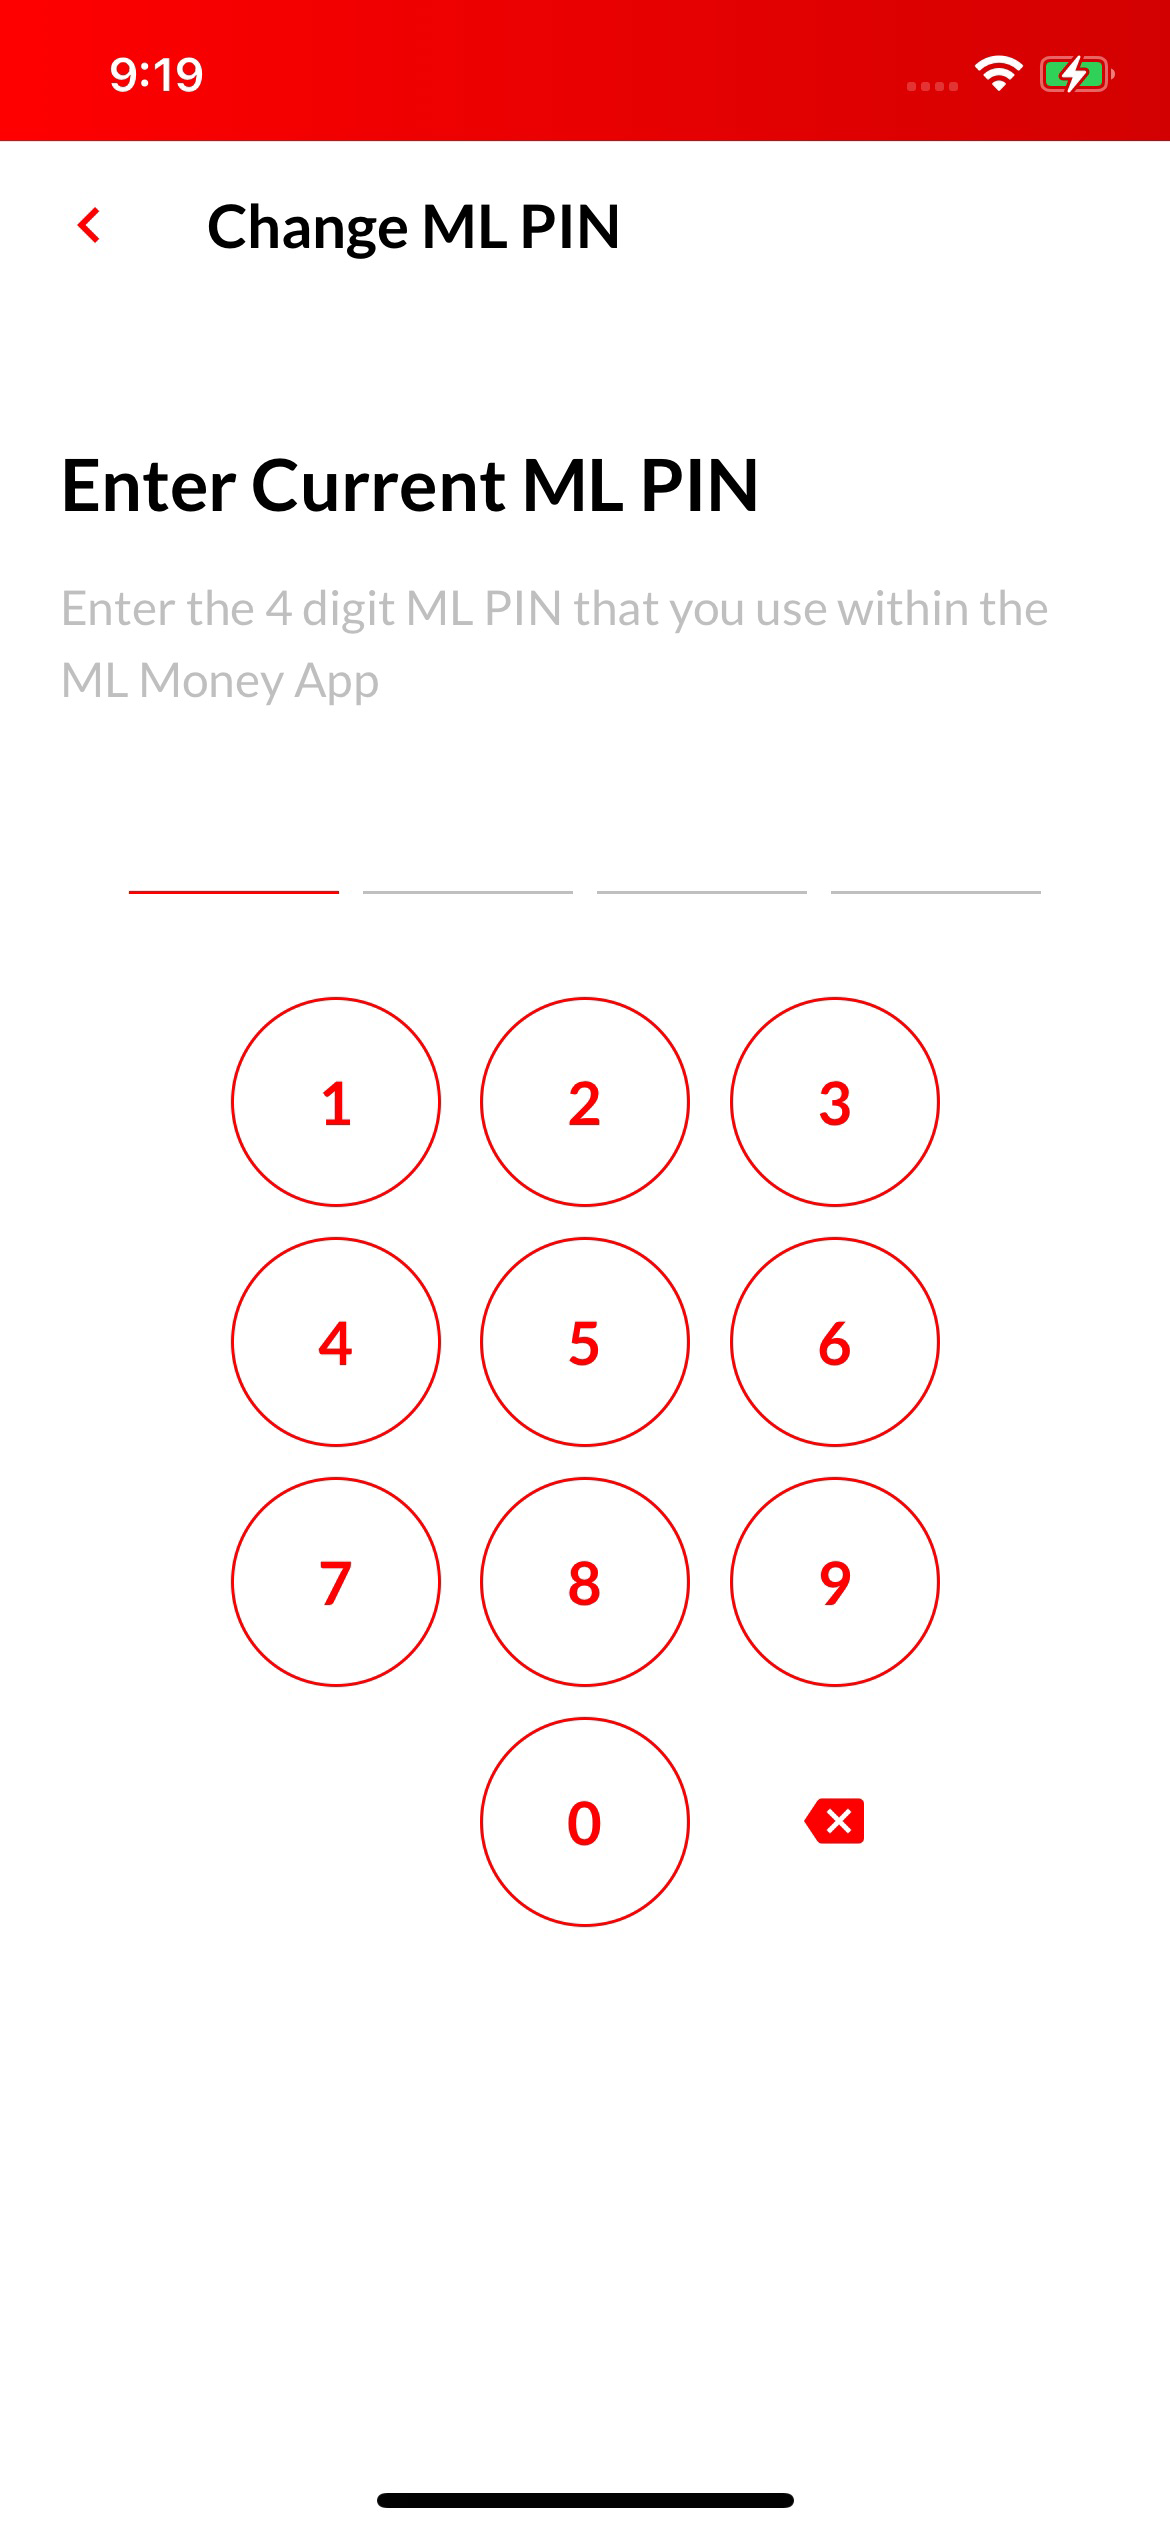 9:19
Change ML PIN
Enter Current ML PIN
Enter the 4 digit ML PIN that you use within the
ML Money App
1 2 3
4 5 6
7 8 9
0